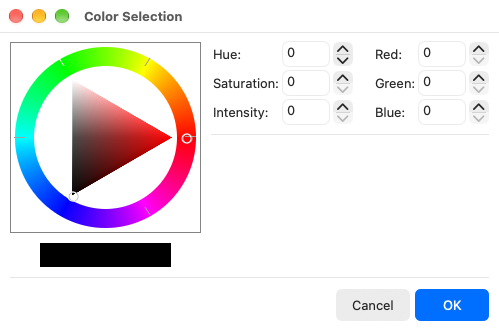 Color Selection
Hue: 0 Red: 0
Saturation: 0 Green: 0
Intensity: 0 Blue: 0
Cancel OK